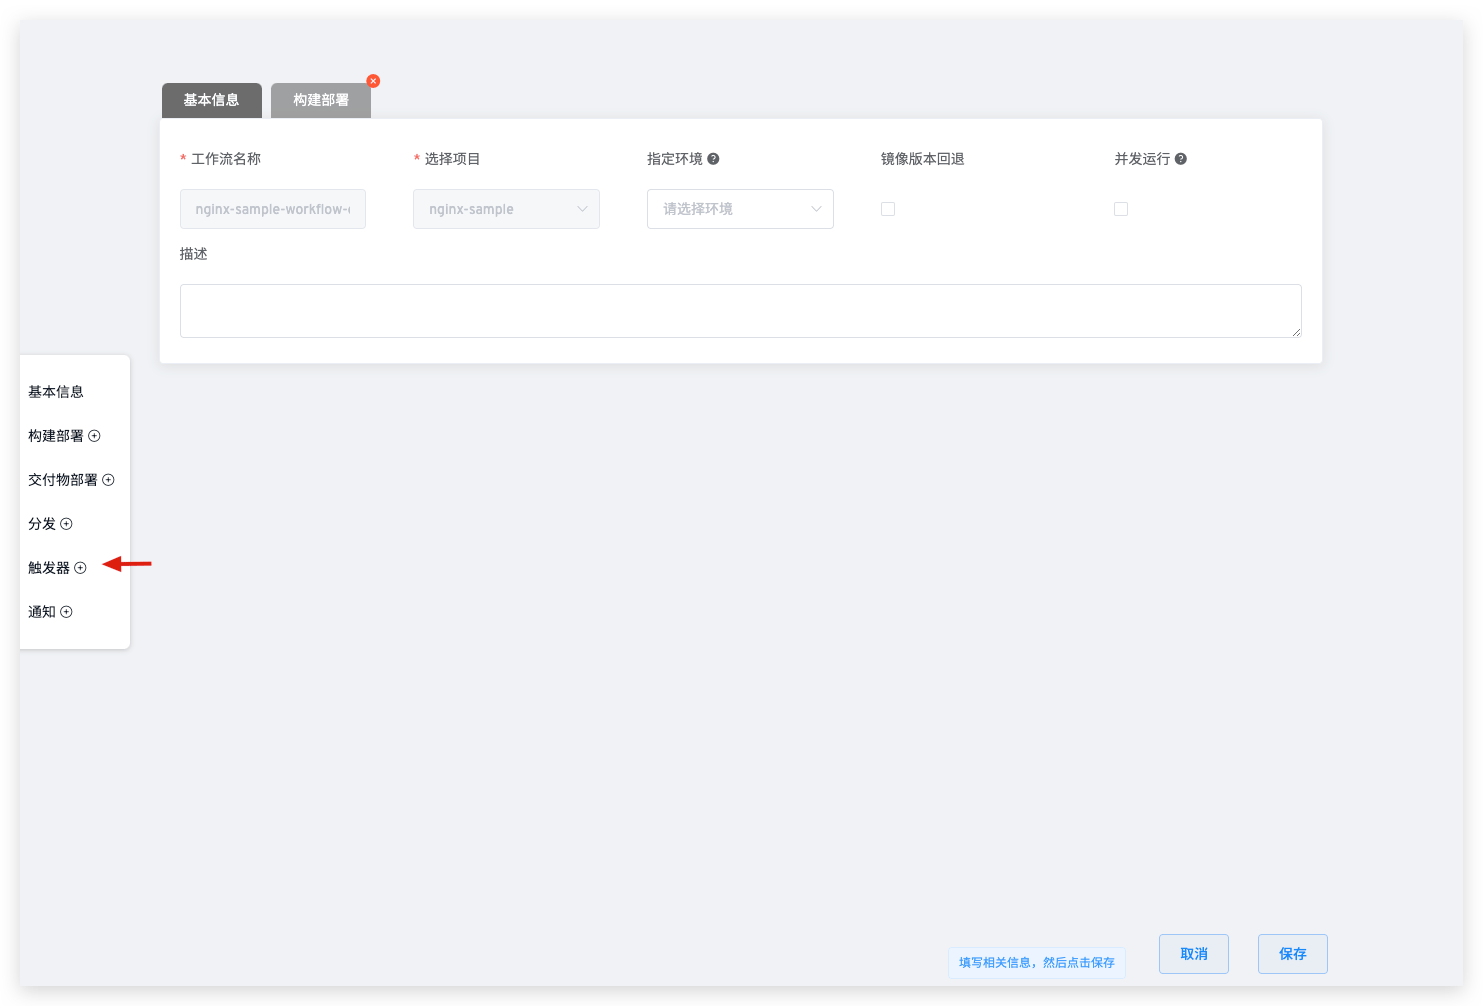 基本信息
构建部署
* 工作流名称
* 选择项目
指定环境
镜像版本回退
并发运行
nginx-sample-workflow-
nginx-sample
请选择环境
描述
基本信息
构建部署
交付物部署
分发
触发器
通知
填写相关信息，然后点击保存
取消
保存